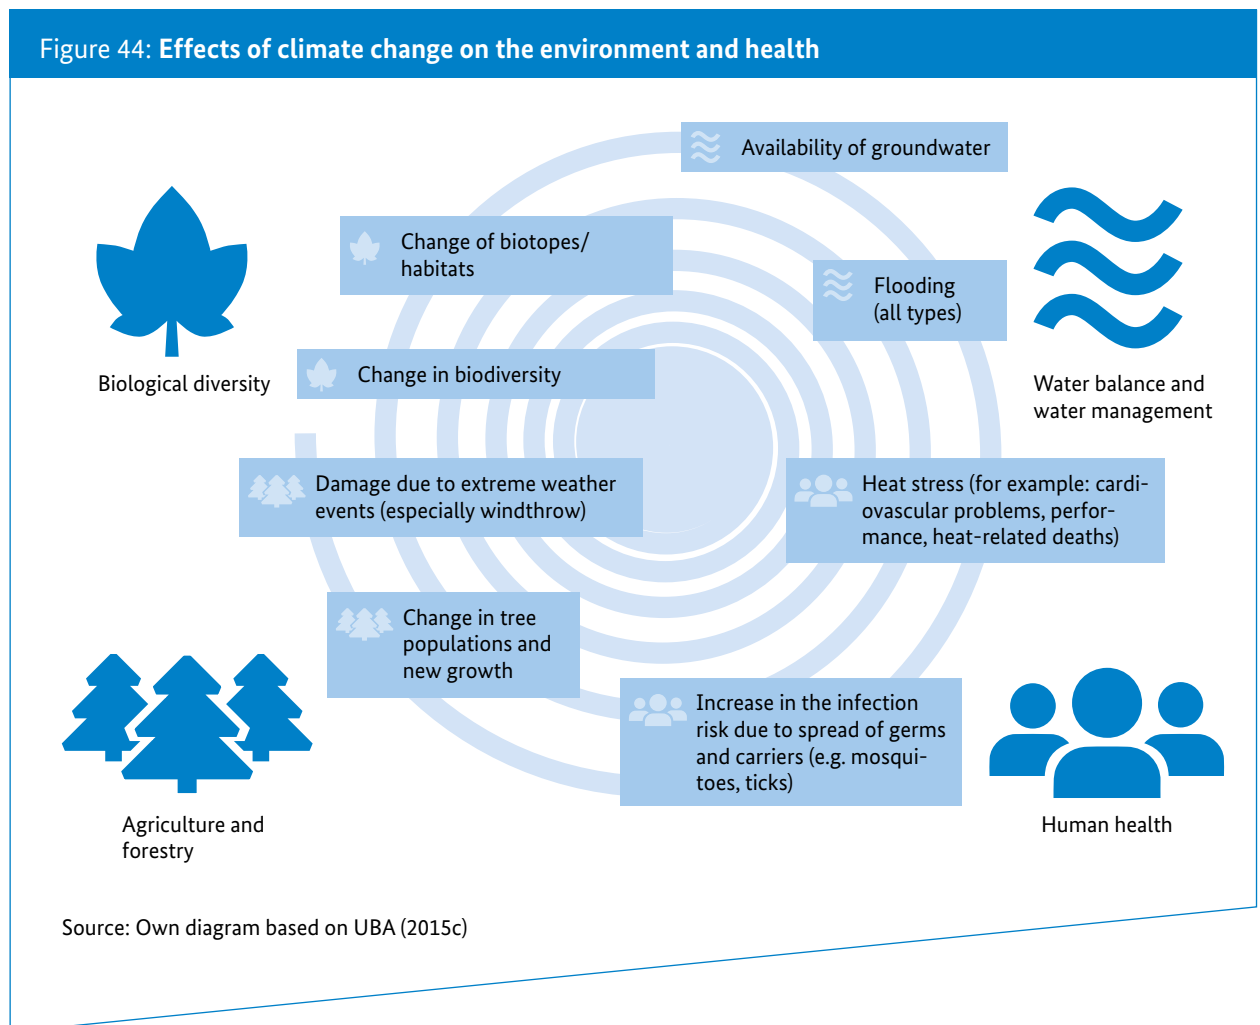 Figure 44: Effects of climate change on the environment and health
Availability of groundwater
Change of biotopes/
habitats
Flooding
(all types)
Biological diversity
Change in biodiversity
Water balance and
water management
Damage due to extreme weather
events (especially windthrow)
Heat stress (for example: cardi-
ovascular problems, perfor-
mance, heat-related deaths)
Change in tree
populations and
new growth
Increase in the infection
risk due to spread of germs
and carriers (e.g. mosqui-
toes, ticks)
Agriculture and
forestry
Human health
Source: Own diagram based on UBA (2015c)